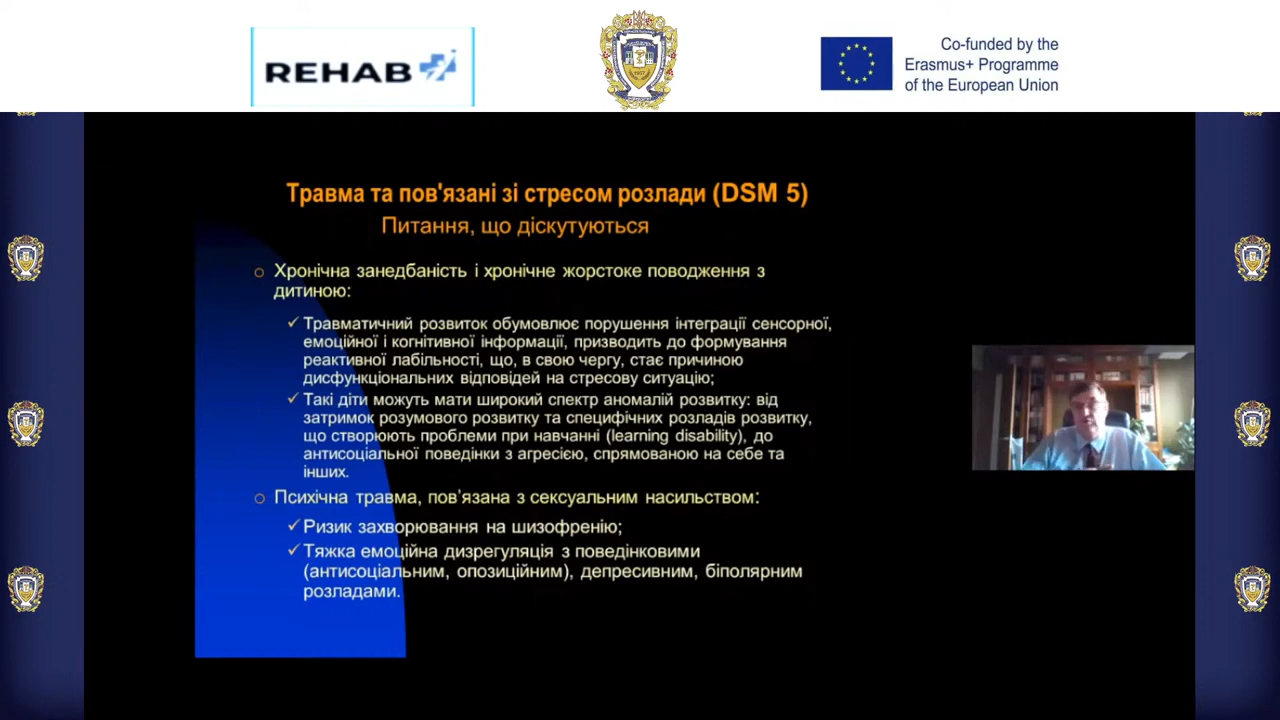 REHAB
Co-funded by the
Erasmus+ Programme
of the European Union
Травма та пов'язані зі стресом розлади (DSM 5)
Питання, що діскутуються
Хронічна занедбаність і хронічне жорстоке поводження з
дитиною:
Травматичний розвиток обумовлює порушення інтеграції сенсорної,
емоційної і когнітивної інформації, призводить до формування
реактивної лабільності, що, в свою чергу, стає причиною
дисфункціональних відповідей на стресову ситуацію;
Такі діти можуть мати широкий спектр аномалій розвитку: від
затримок розумового розвитку та специфічних розладів розвитку,
що створюють проблеми при навчанні (learning disability), до
антисоціальної поведінки з агресією, спрямованою на себе та
інших.
Психічна травма, пов’язана з сексуальним насильством:
Ризик захворювання на шизофренію;
Тяжка емоційна дизрегуляція з поведінковими
(антисоціальним, опозиційним), депресивним, біполярним
розладами.